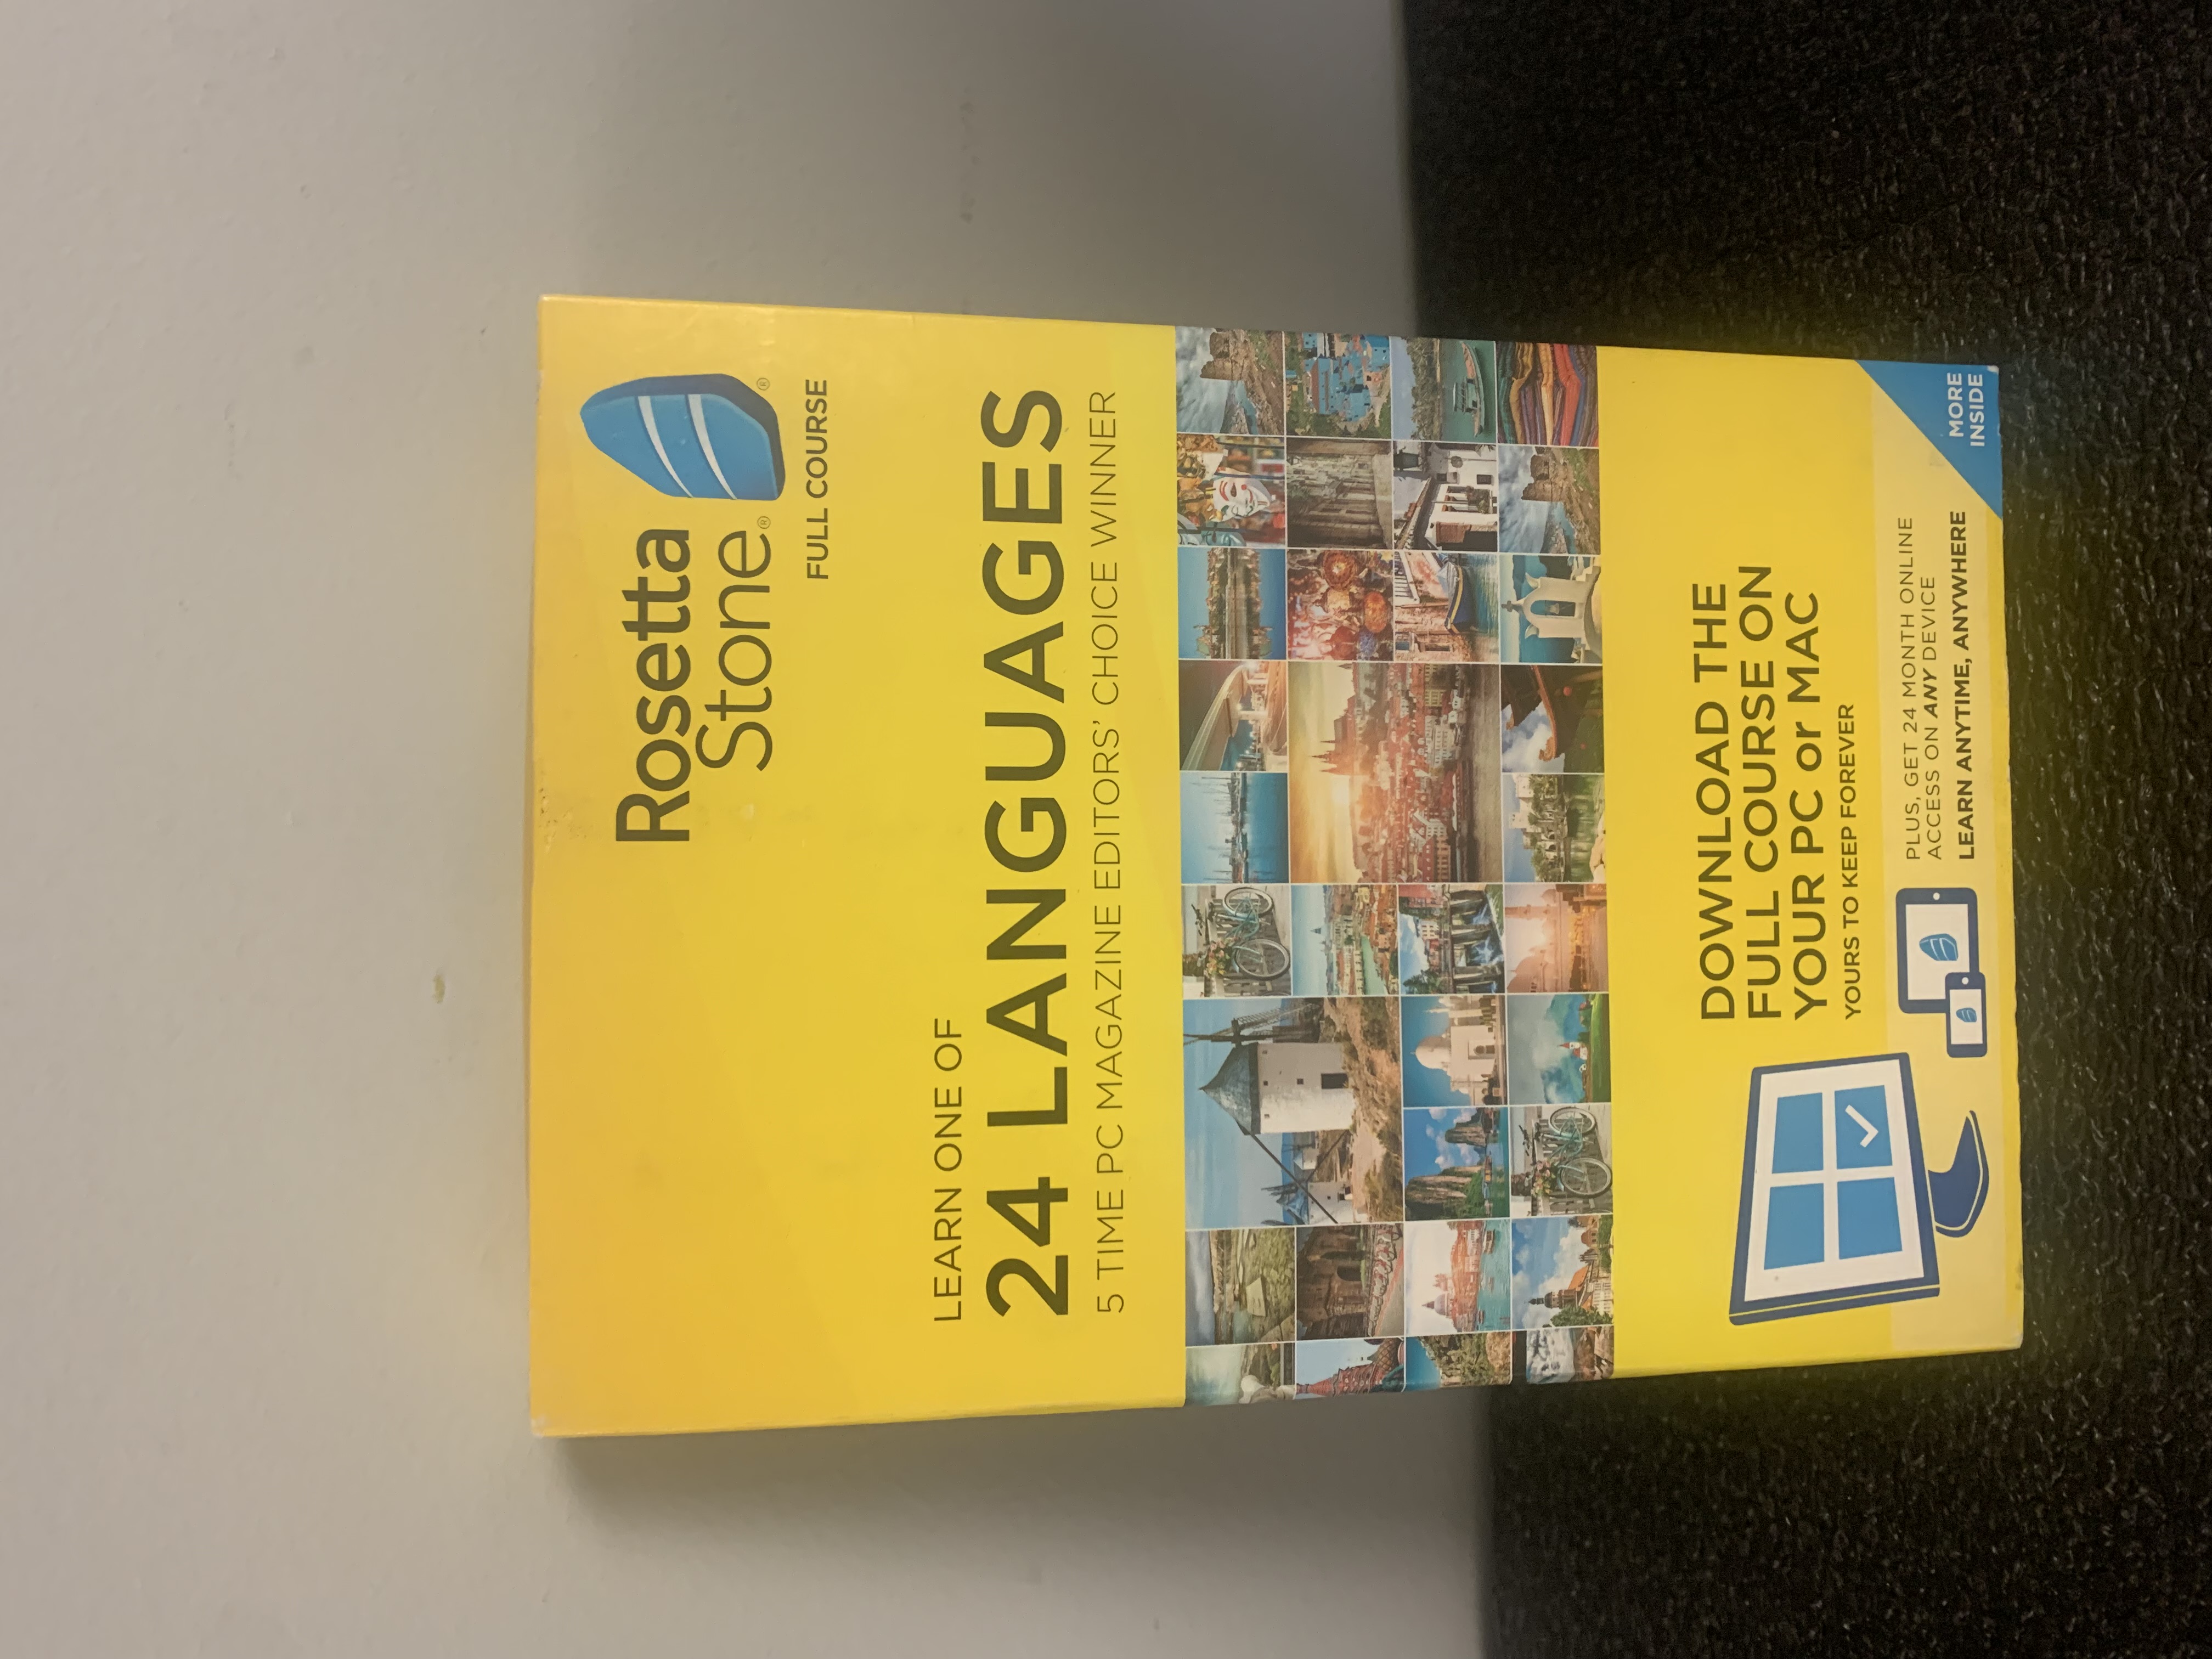 Rosetta
Stone®
®
FULL COURSE
LEARN ONE OF
24 LANGUAGES
5 TIME PC MAGAZINE EDITORS' CHOICE WINNER
DOWNLOAD THE
FULL COURSE ON
YOUR PC or MAC
YOURS TO KEEP FOREVER
PLUS, GET 24 MONTH ONLINE
ACCESS ON ANY DEVICE
LEARN ANYTIME, ANYWHERE
MORE
INSIDE